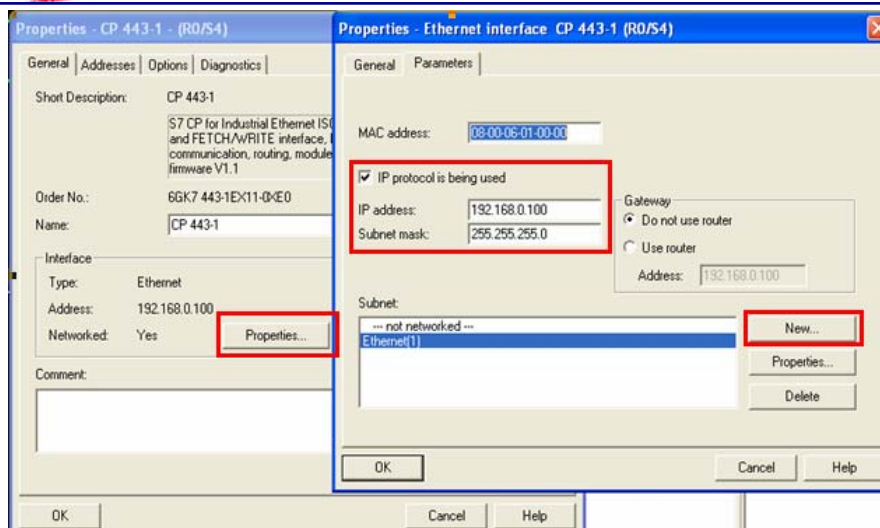 Properties - CP 443-1 - (R0/S4)
General Addresses Options Diagnostics
Short Description: CP 443-1
S7 CP for Industrial Ethernet
and FETCH/WRITE interface,
communication, routing, module
firmware V1.1
Order No.: 6GK7 443-1EX11-0XE0
Name: CP 443-1
Interface
Type: Ethernet
Address: 192.168.0.100
Networked: Yes Properties...
Comment:
OK Cancel Help
Properties - Ethernet interface CP 443-1 (R0/S4)
General Parameters
MAC address: 08-00-06-01-00-00
IP protocol is being used
IP address: 192.168.0.100
Subnet mask: 255.255.255.0
Gateway
Do not use router
Use router
Address: 192.168.0.100
Subnet:
--- not networked ---
Ethernet(1)
New...
Properties...
Delete
OK Cancel Help